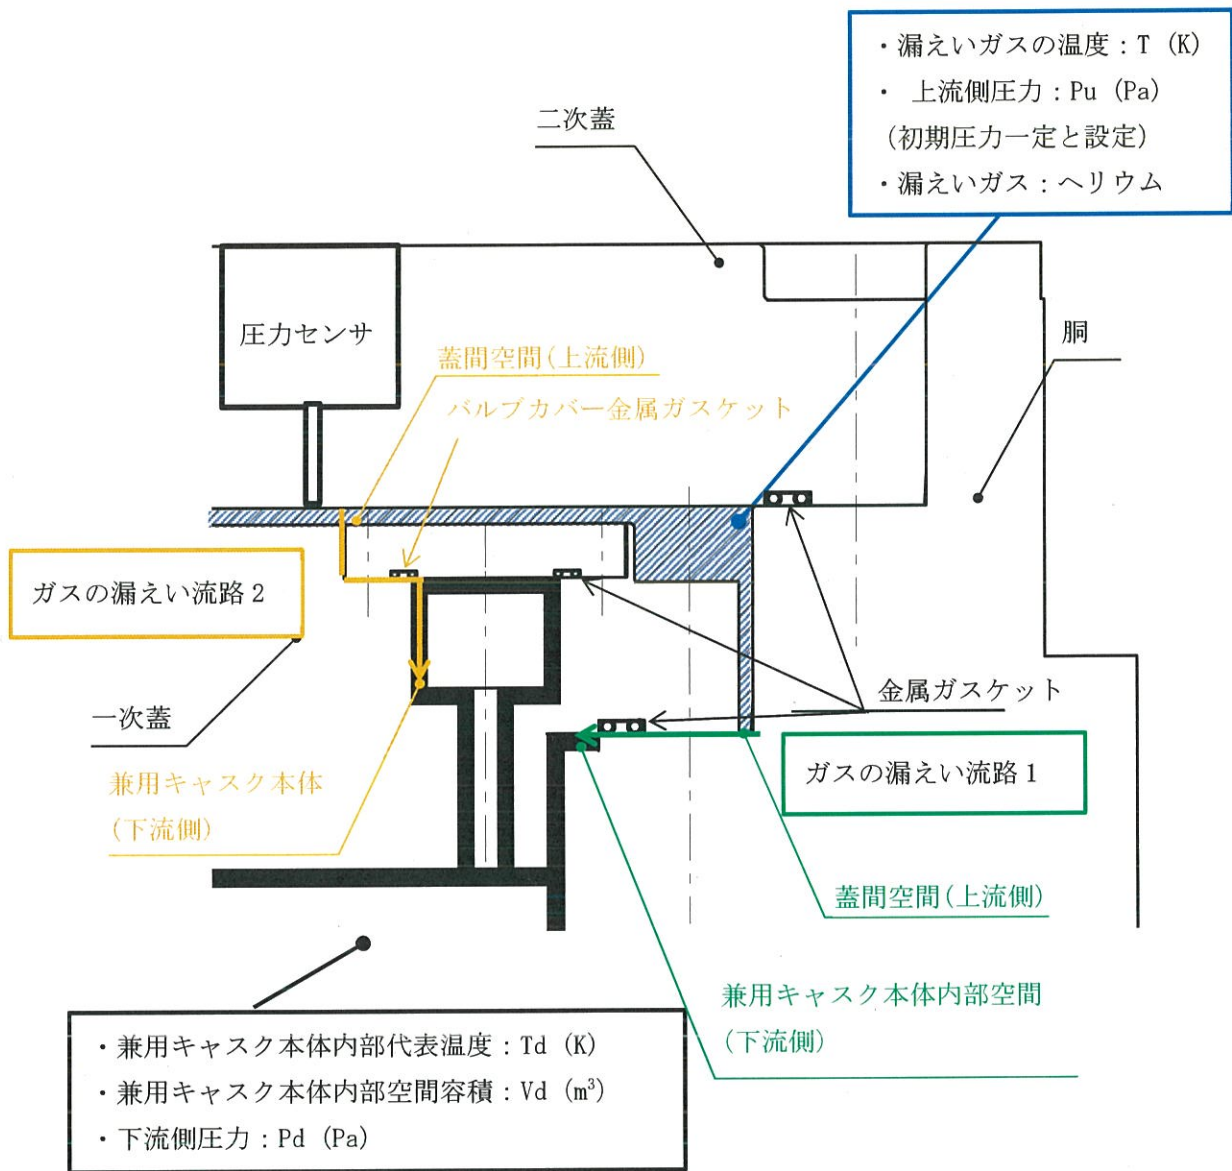 ・漏えいガスの温度：T (K)
・ 上流側圧力：Pu (Pa)
(初期圧力一定と設定)
・漏えいガス：ヘリウム
二次蓋
圧力センサ
胴
蓋間空間(上流側)
バルブカバー金属ガスケット
ガスの漏えい流路2
一次蓋
金属ガスケット
ガスの漏えい流路1
兼用キャスク本体
(下流側)
蓋間空間(上流側)
兼用キャスク本体内部空間
(下流側)
・兼用キャスク本体内部代表温度：Td (K)
・兼用キャスク本体内部空間容積：Vd (m³)
・下流側圧力：Pd (Pa)